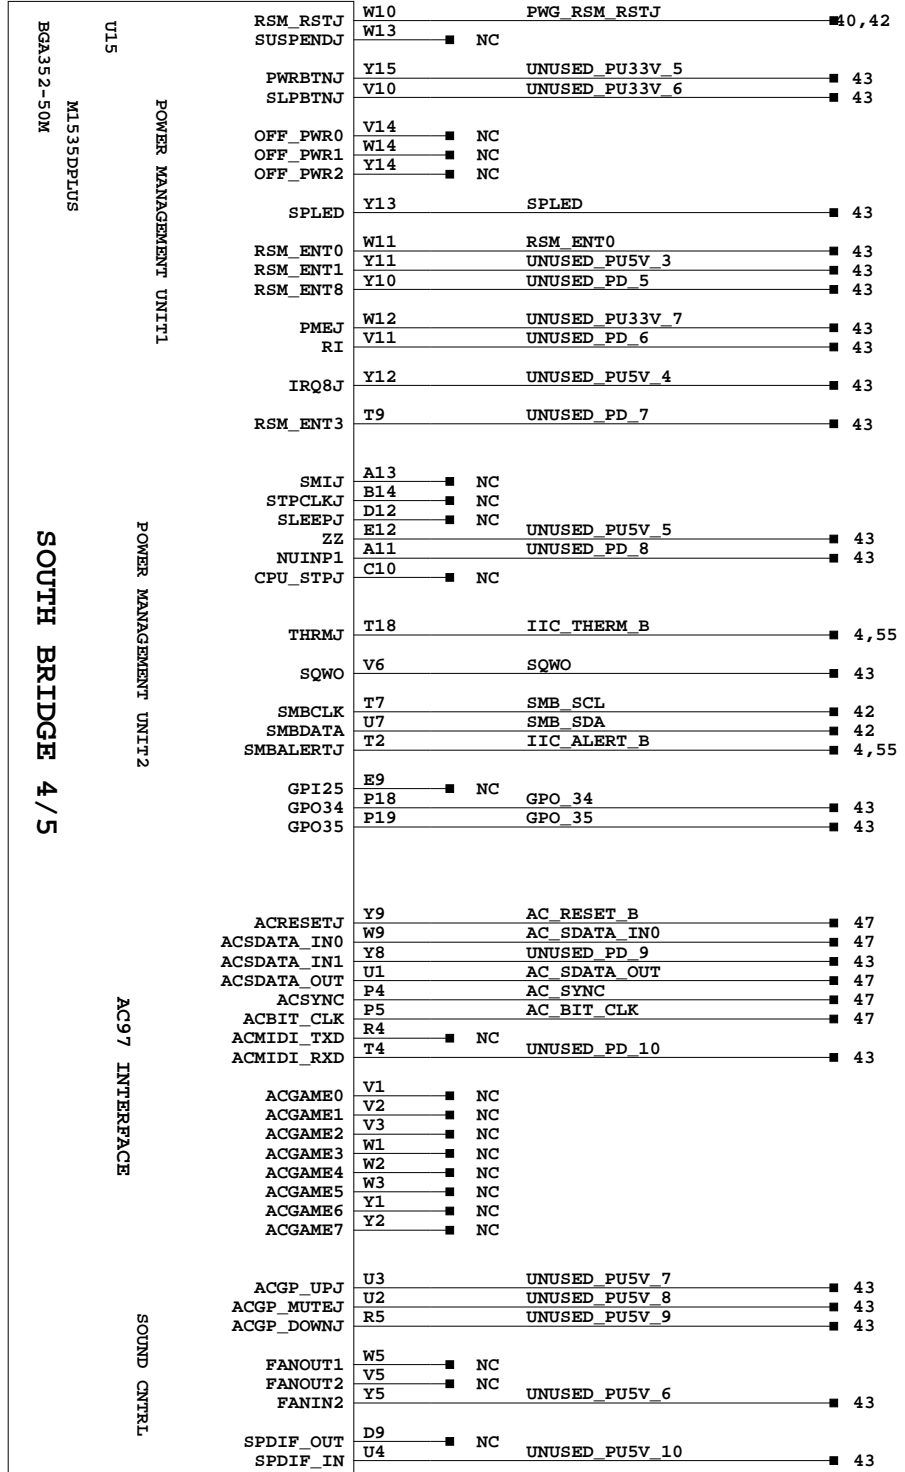 U15
M1535DPLUS
BGA352-50M
SOUTH BRIDGE 4/5
POWER MANAGEMENT UNIT1
RSM_RSTJ W10 PWG_RSM_RSTJ 40,42
SUSPENDJ W13 NC
PWRBTNJ Y15 UNUSED_PU33V_5 43
SLPBTNJ V10 UNUSED_PU33V_6 43
OFF_PWR0 V14 NC
OFF_PWR1 W14 NC
OFF_PWR2 Y14 NC
SPLED Y13 SPLED 43
RSM_ENT0 W11 RSM_ENT0 43
RSM_ENT1 Y11 UNUSED_PU5V_3 43
RSM_ENT8 Y10 UNUSED_PD_5 43
PMEJ W12 UNUSED_PU33V_7 43
RI V11 UNUSED_PD_6 43
IRQ8J Y12 UNUSED_PU5V_4 43
RSM_ENT3 T9 UNUSED_PD_7 43
POWER MANAGEMENT UNIT2
SMIJ A13 NC
STPCLKJ B14 NC
SLEEPJ D12 NC
ZZ E12 UNUSED_PU5V_5 43
NUINP1 A11 UNUSED_PD_8 43
CPU_STPJ C10 NC
THRMJ T18 IIC_THERM_B 4,55
SQWO V6 SQWO 43
SMBCLK T7 SMB_SCL 42
SMBDATA U7 SMB_SDA 42
SMBALERTJ T2 IIC_ALERT_B 4,55
GPI25 E9 NC
GPO34 P18 GPO_34 43
GPO35 P19 GPO_35 43
AC97 INTERFACE
ACRESETJ Y9 AC_RESET_B 47
ACSDATA_IN0 W9 AC_SDATA_IN0 47
ACSDATA_IN1 Y8 UNUSED_PD_9 43
ACSDATA_OUT U1 AC_SDATA_OUT 47
ACSYNC P4 AC_SYNC 47
ACBIT_CLK P5 AC_BIT_CLK 47
ACMIDI_TXD R4 NC
ACMIDI_RXD T4 UNUSED_PD_10 43
ACGAME0 V1 NC
ACGAME1 V2 NC
ACGAME2 V3 NC
ACGAME3 W1 NC
ACGAME4 W2 NC
ACGAME5 W3 NC
ACGAME6 Y1 NC
ACGAME7 Y2 NC
SOUND CNTRL
ACGP_UPJ U3 UNUSED_PU5V_7 43
ACGP_MUTEJ U2 UNUSED_PU5V_8 43
ACGP_DOWNJ R5 UNUSED_PU5V_9 43
FANOUT1 W5 NC
FANOUT2 V5 NC
FANIN2 Y5 UNUSED_PU5V_6 43
SPDIF_OUT D9 NC
SPDIF_IN U4 UNUSED_PU5V_10 43